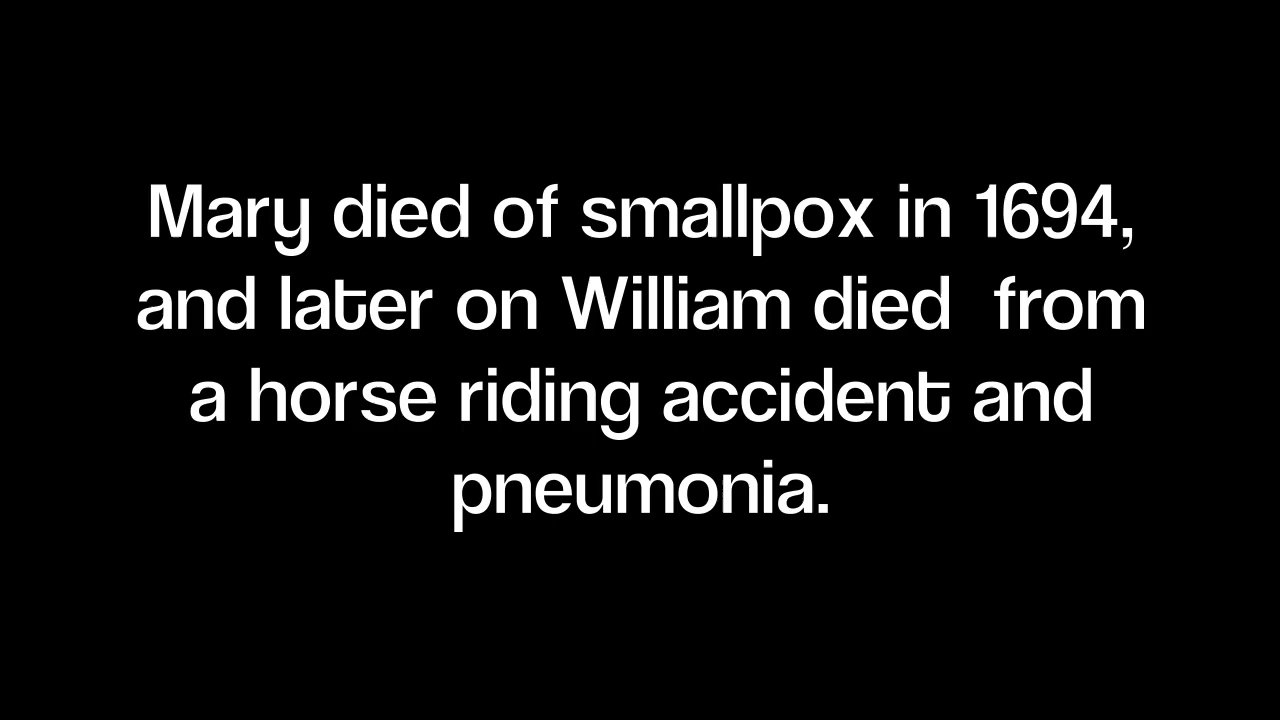 Mary died of smallpox in 1694,
and later on William died  from
a horse riding accident and
pneumonia.